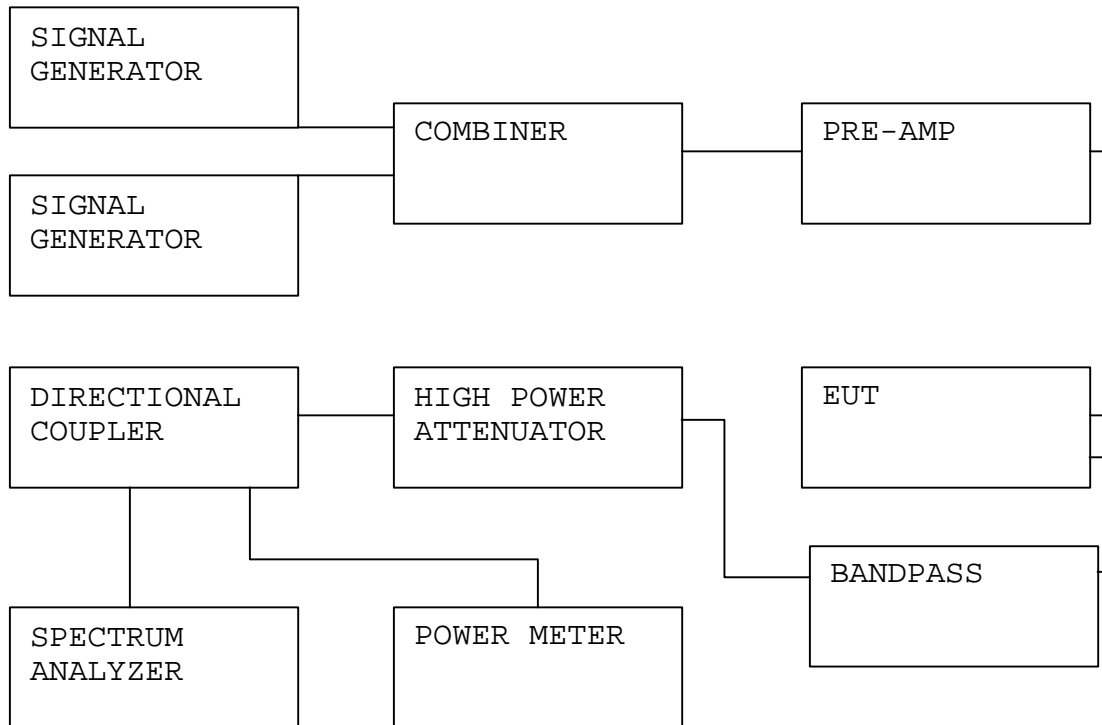 SIGNAL
GENERATOR
COMBINER
PRE-AMP
SIGNAL
GENERATOR
DIRECTIONAL
COUPLER
HIGH POWER
ATTENUATOR
EUT
BANDPASS
SPECTRUM
ANALYZER
POWER METER